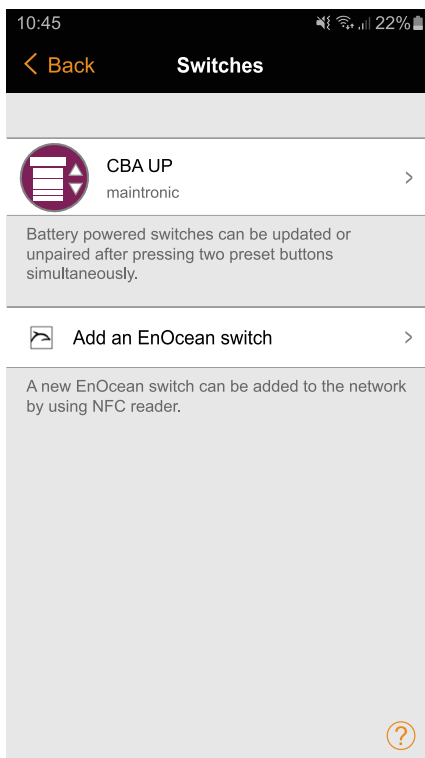 10:45 22%
Back Switches
CBA UP
maintronic
Battery powered switches can be updated or
unpaired after pressing two preset buttons
simultaneously.
Add an EnOcean switch
A new EnOcean switch can be added to the network
by using NFC reader.
?